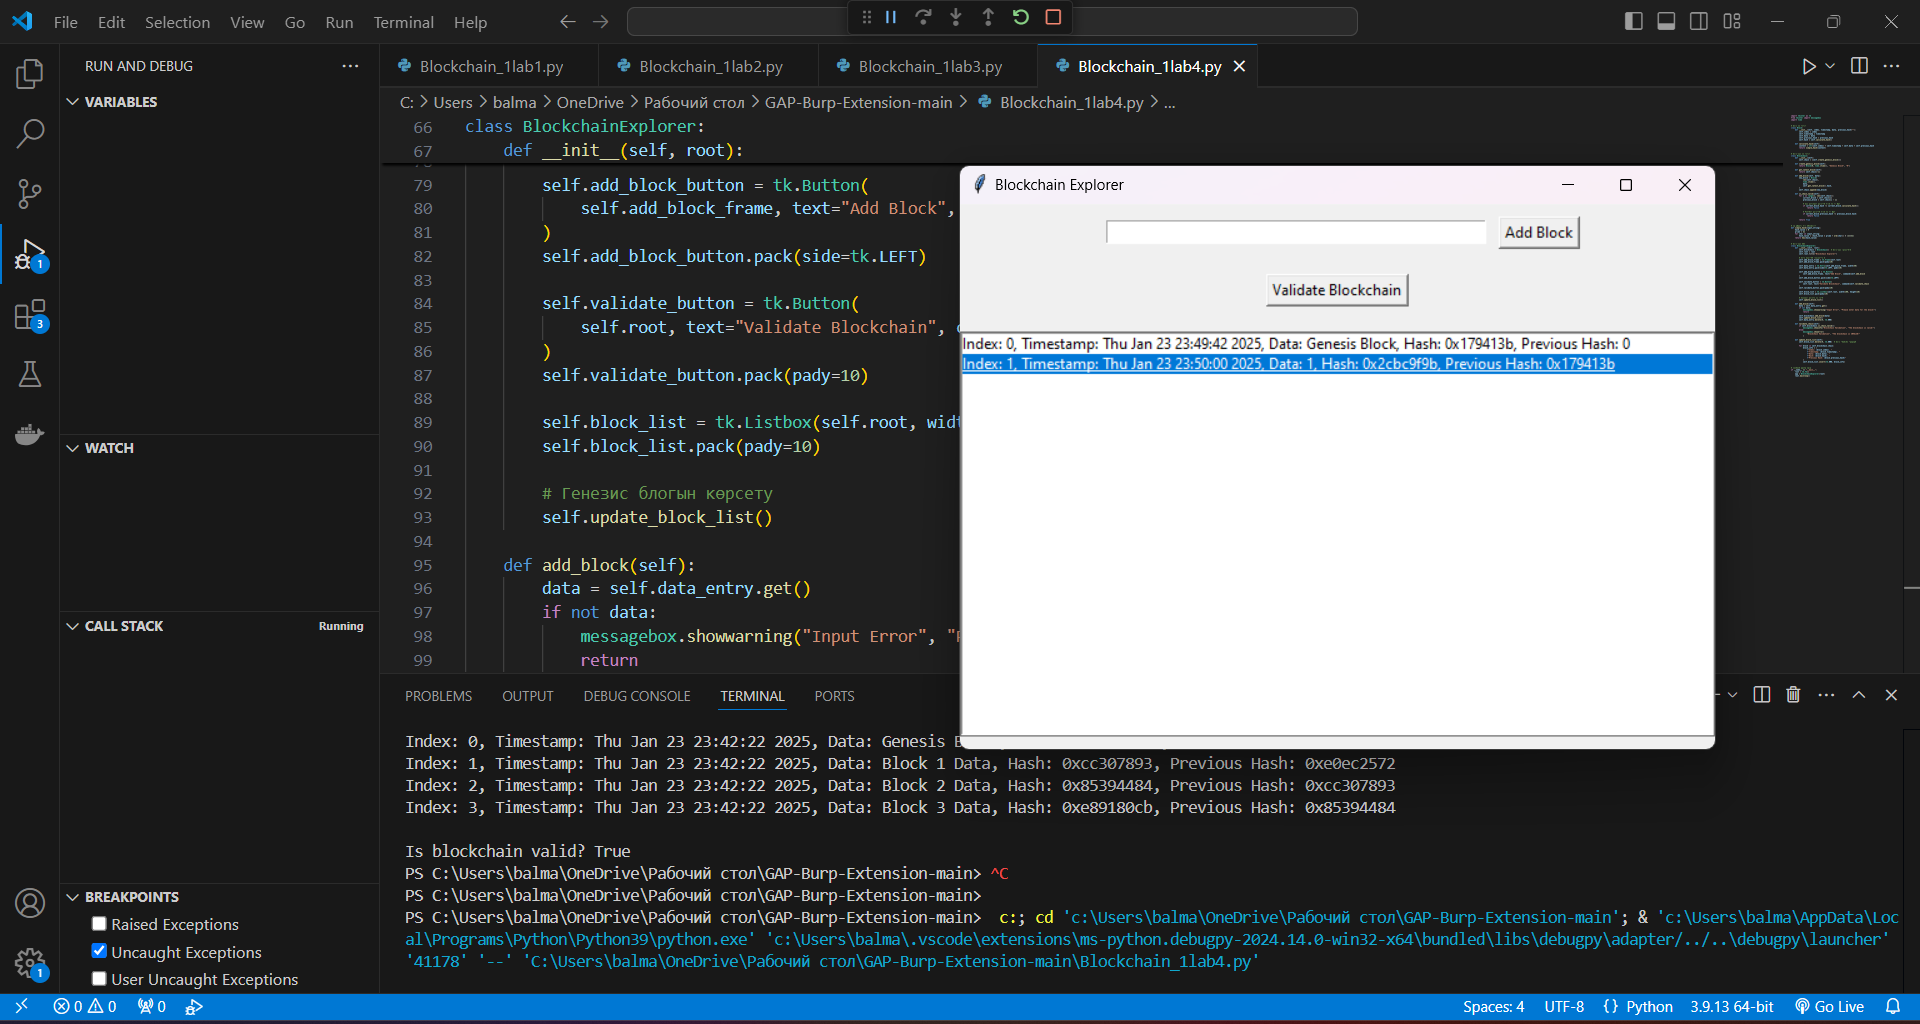 File Edit Selection View Go Run Terminal Help
RUN AND DEBUG
VARIABLES
WATCH
CALL STACK
Running
BREAKPOINTS
Raised Exceptions
Uncaught Exceptions
User Uncaught Exceptions
1
3
1
Blockchain_1lab1.py Blockchain_1lab2.py Blockchain_1lab3.py Blockchain_1lab4.py
C: > Users > balma > OneDrive > Рабочий стол > GAP-Burp-Extension-main > Blockchain_1lab4.py > ...
66 class BlockchainExplorer:
67 def __init__(self, root):
79 self.add_block_button = tk.Button(
80 self.add_block_frame, text="Add Block",
81 )
82 self.add_block_button.pack(side=tk.LEFT)
83
84 self.validate_button = tk.Button(
85 self.root, text="Validate Blockchain",
86 )
87 self.validate_button.pack(pady=10)
88
89 self.block_list = tk.Listbox(self.root,
90 self.block_list.pack(pady=10)
91
92 # Генезис блогын көрсету
93 self.update_block_list()
94
95 def add_block(self):
96 data = self.data_entry.get()
97 if not data:
98 messagebox.showwarning("Input Error", "
99 return
Blockchain Explorer
Add Block
Validate Blockchain
Index: 0, Timestamp: Thu Jan 23 23:49:42 2025, Data: Genesis Block, Hash: 0x179413b, Previous Hash: 0
Index: 1, Timestamp: Thu Jan 23 23:50:00 2025, Data: 1, Hash: 0x2cbc9f9b, Previous Hash: 0x179413b
PROBLEMS OUTPUT DEBUG CONSOLE TERMINAL PORTS
Index: 0, Timestamp: Thu Jan 23 23:42:22 2025, Data: Genesis
Index: 1, Timestamp: Thu Jan 23 23:42:22 2025, Data: Block 1 Data, Hash: 0xcc307893, Previous Hash: 0xe0ec2572
Index: 2, Timestamp: Thu Jan 23 23:42:22 2025, Data: Block 2 Data, Hash: 0x85394484, Previous Hash: 0xcc307893
Index: 3, Timestamp: Thu Jan 23 23:42:22 2025, Data: Block 3 Data, Hash: 0xe89180cb, Previous Hash: 0x85394484
Is blockchain valid? True
PS C:\Users\balma\OneDrive\Рабочий стол\GAP-Burp-Extension-main> ^C
PS C:\Users\balma\OneDrive\Рабочий стол\GAP-Burp-Extension-main>
PS C:\Users\balma\OneDrive\Рабочий стол\GAP-Burp-Extension-main> c:; cd 'c:\Users\balma\OneDrive\Рабочий стол\GAP-Burp-Extension-main'; & 'c:\Users\balma\AppData\Loc
al\Programs\Python\Python39\python.exe' 'c:\Users\balma\.vscode\extensions\ms-python.debugpy-2024.14.0-win32-x64\bundled\libs\debugpy\adapter/../..\debugpy\launcher'
'41178' '--' 'C:\Users\balma\OneDrive\Рабочий стол\GAP-Burp-Extension-main\Blockchain_1lab4.py'
0 0 0 Spaces: 4 UTF-8 {} Python 3.9.13 64-bit Go Live